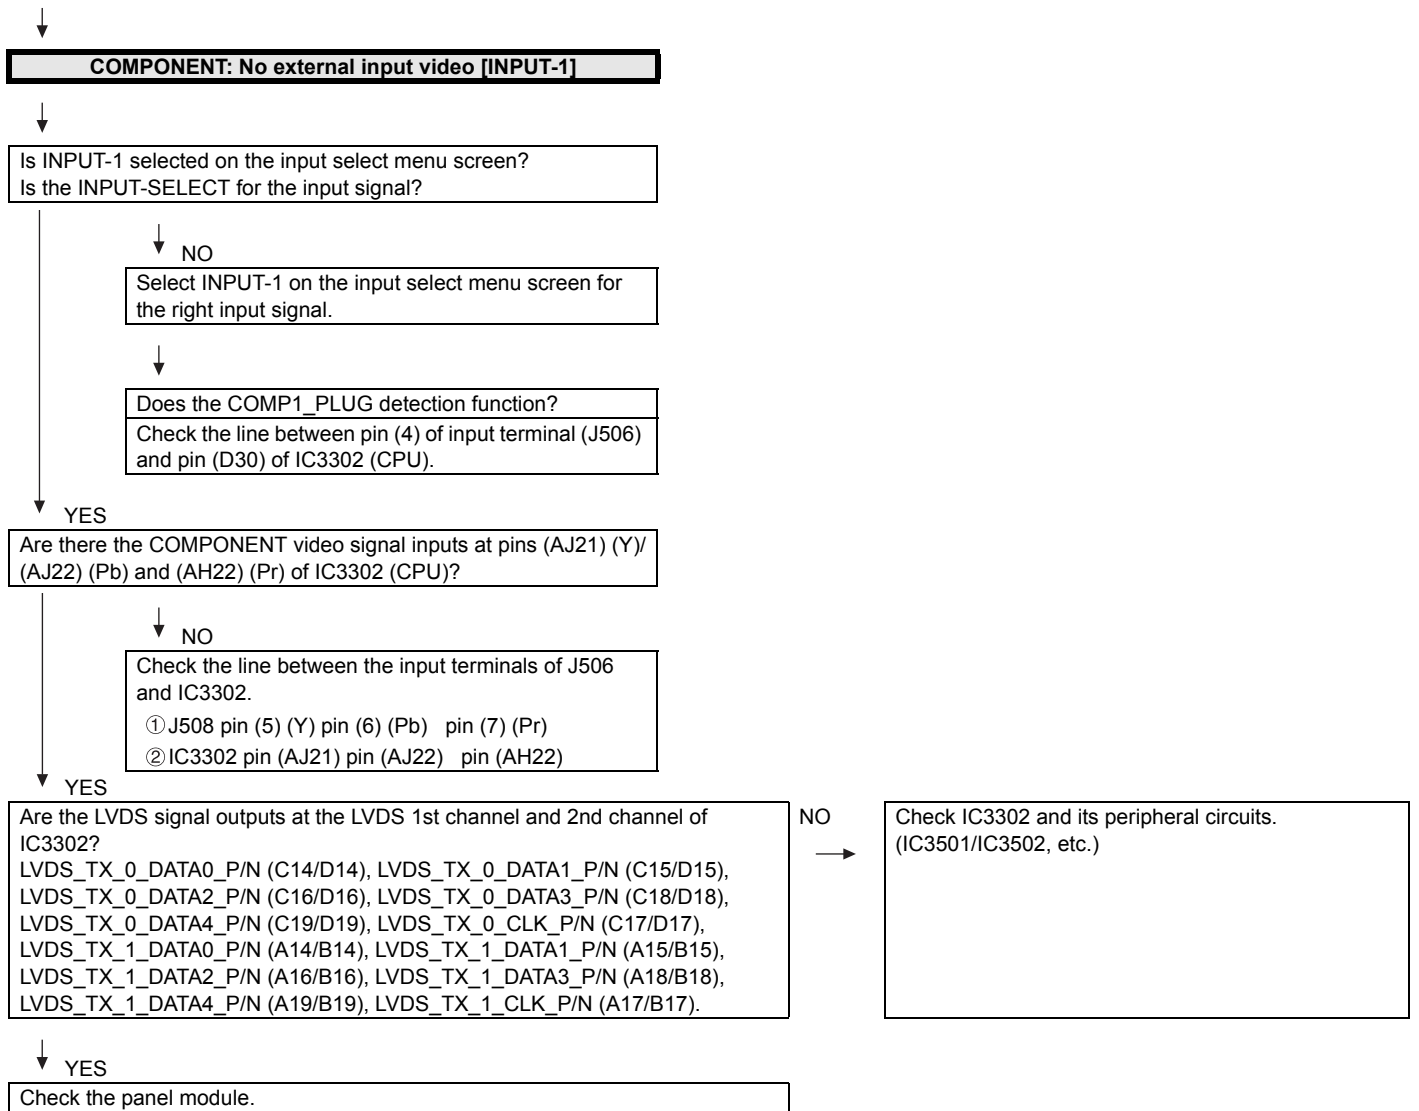 COMPONENT: No external input video [INPUT-1]
Is INPUT-1 selected on the input select menu screen?
Is the INPUT-SELECT for the input signal?
NO
Select INPUT-1 on the input select menu screen for
the right input signal.
Does the COMP1_PLUG detection function?
Check the line between pin (4) of input terminal (J506)
and pin (D30) of IC3302 (CPU).
YES
Are there the COMPONENT video signal inputs at pins (AJ21) (Y)/
(AJ22) (Pb) and (AH22) (Pr) of IC3302 (CPU)?
NO
Check the line between the input terminals of J506
and IC3302.
①J508 pin (5) (Y) pin (6) (Pb) pin (7) (Pr)
②IC3302 pin (AJ21) pin (AJ22) pin (AH22)
YES
Are the LVDS signal outputs at the LVDS 1st channel and 2nd channel of
IC3302?
LVDS_TX_0_DATA0_P/N (C14/D14), LVDS_TX_0_DATA1_P/N (C15/D15),
LVDS_TX_0_DATA2_P/N (C16/D16), LVDS_TX_0_DATA3_P/N (C18/D18),
LVDS_TX_0_DATA4_P/N (C19/D19), LVDS_TX_0_CLK_P/N (C17/D17),
LVDS_TX_1_DATA0_P/N (A14/B14), LVDS_TX_1_DATA1_P/N (A15/B15),
LVDS_TX_1_DATA2_P/N (A16/B16), LVDS_TX_1_DATA3_P/N (A18/B18),
LVDS_TX_1_DATA4_P/N (A19/B19), LVDS_TX_1_CLK_P/N (A17/B17).
NO
Check IC3302 and its peripheral circuits.
(IC3501/IC3502, etc.)
YES
Check the panel module.